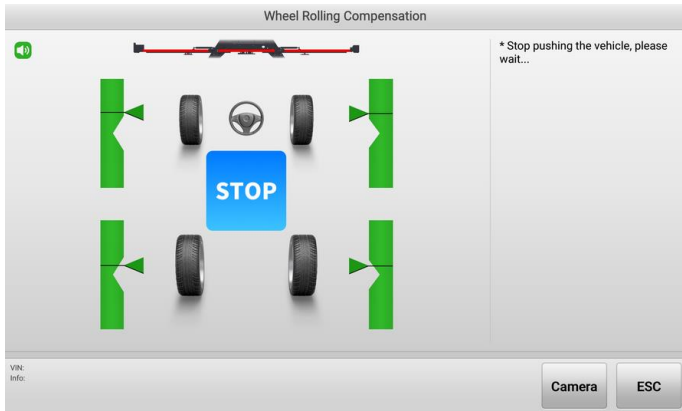 Wheel Rolling Compensation
* Stop pushing the vehicle, please
wait...
STOP
VIN:
Info:
Camera
ESC